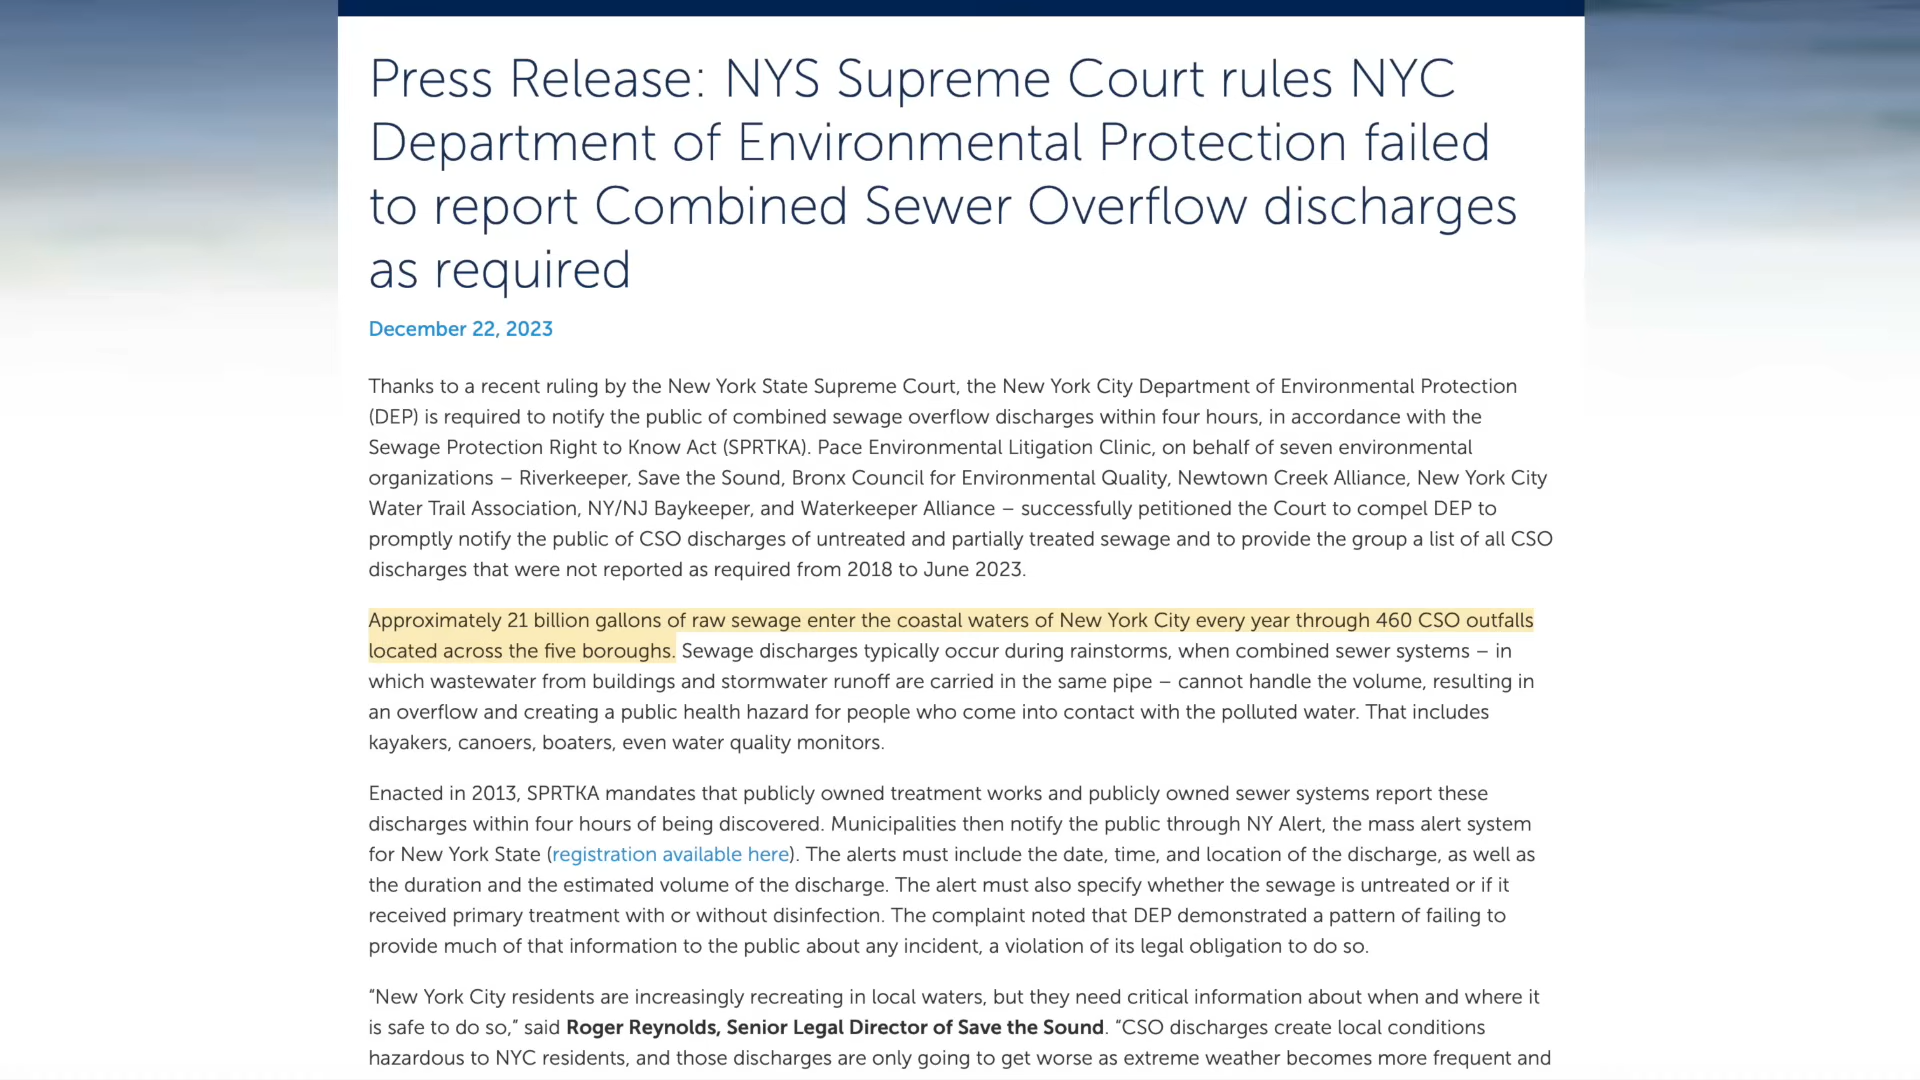 Press Release: NYS Supreme Court rules NYC
Department of Environmental Protection failed
to report Combined Sewer Overflow discharges
as required
December 22, 2023
Thanks to a recent ruling by the New York State Supreme Court, the New York City Department of Environmental Protection
(DEP) is required to notify the public of combined sewage overflow discharges within four hours, in accordance with the
Sewage Protection Right to Know Act (SPRTKA). Pace Environmental Litigation Clinic, on behalf of seven environmental
organizations – Riverkeeper, Save the Sound, Bronx Council for Environmental Quality, Newtown Creek Alliance, New York City
Water Trail Association, NY/NJ Baykeeper, and Waterkeeper Alliance – successfully petitioned the Court to compel DEP to
promptly notify the public of CSO discharges of untreated and partially treated sewage and to provide the group a list of all CSO
discharges that were not reported as required from 2018 to June 2023.
Approximately 21 billion gallons of raw sewage enter the coastal waters of New York City every year through 460 CSO outfalls
located across the five boroughs. Sewage discharges typically occur during rainstorms, when combined sewer systems – in
which wastewater from buildings and stormwater runoff are carried in the same pipe – cannot handle the volume, resulting in
an overflow and creating a public health hazard for people who come into contact with the polluted water. That includes
kayakers, canoers, boaters, even water quality monitors.
Enacted in 2013, SPRTKA mandates that publicly owned treatment works and publicly owned sewer systems report these
discharges within four hours of being discovered. Municipalities then notify the public through NY Alert, the mass alert system
for New York State (registration available here). The alerts must include the date, time, and location of the discharge, as well as
the duration and the estimated volume of the discharge. The alert must also specify whether the sewage is untreated or if it
received primary treatment with or without disinfection. The complaint noted that DEP demonstrated a pattern of failing to
provide much of that information to the public about any incident, a violation of its legal obligation to do so.
“New York City residents are increasingly recreating in local waters, but they need critical information about when and where it
is safe to do so,” said Roger Reynolds, Senior Legal Director of Save the Sound. “CSO discharges create local conditions
hazardous to NYC residents, and those discharges are only going to get worse as extreme weather becomes more frequent and